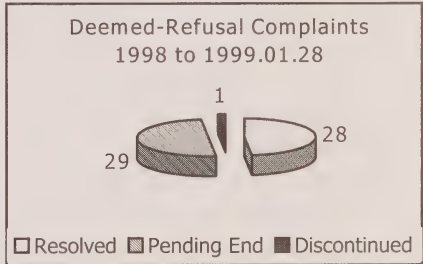 Deemed-Refusal Complaints
1998 to 1999.01.28
1
28
29
Resolved Pending End Discontinued